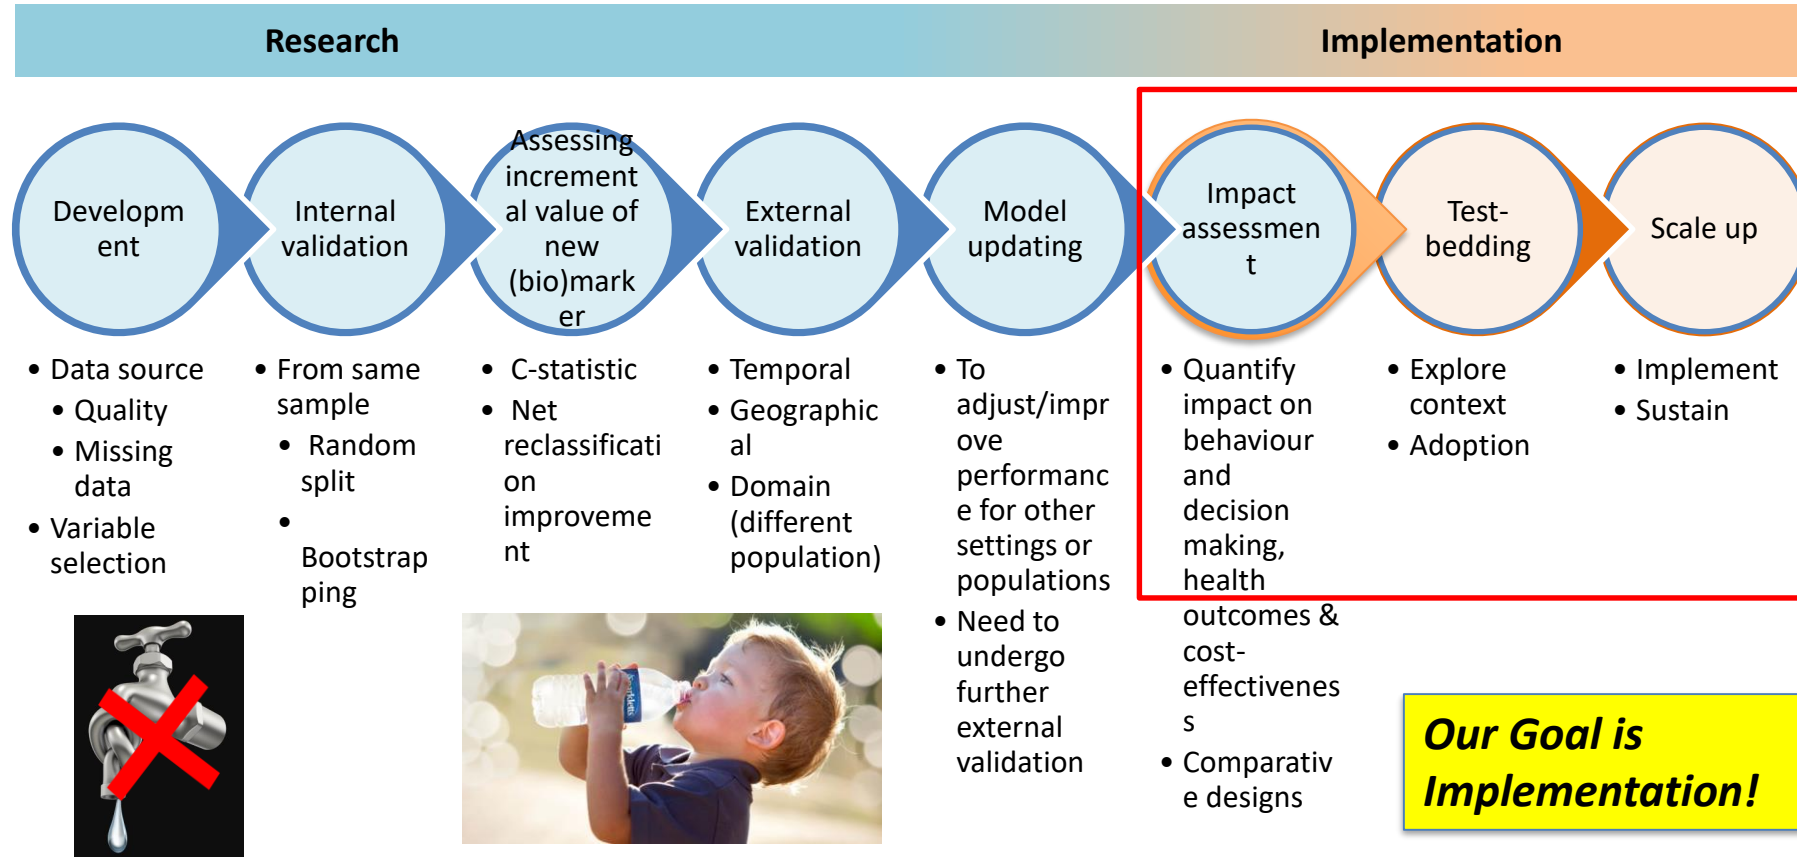 Research
Implementation
Developm
ent
Internal
validation
Assessing
increment
al value of
new
(bio)mark
er
External
validation
Model
updating
Impact
assessmen
t
Test-
bedding
Scale up
• Data source
• Quality
• Missing
data
• Variable
selection
• From same
sample
• Random
split
•
Bootstrap
ping
• C-statistic
• Net
reclassificati
on
improveme
nt
• Temporal
• Geographic
al
• Domain
(different
population)
• To
adjust/impr
ove
performanc
e for other
settings or
populations
• Need to
undergo
further
external
validation
• Quantify
impact on
behaviour
and
decision
making,
health
outcomes &
cost-
effectivenes
s
• Comparativ
e designs
• Explore
context
• Adoption
• Implement
• Sustain
Our Goal is
Implementation!